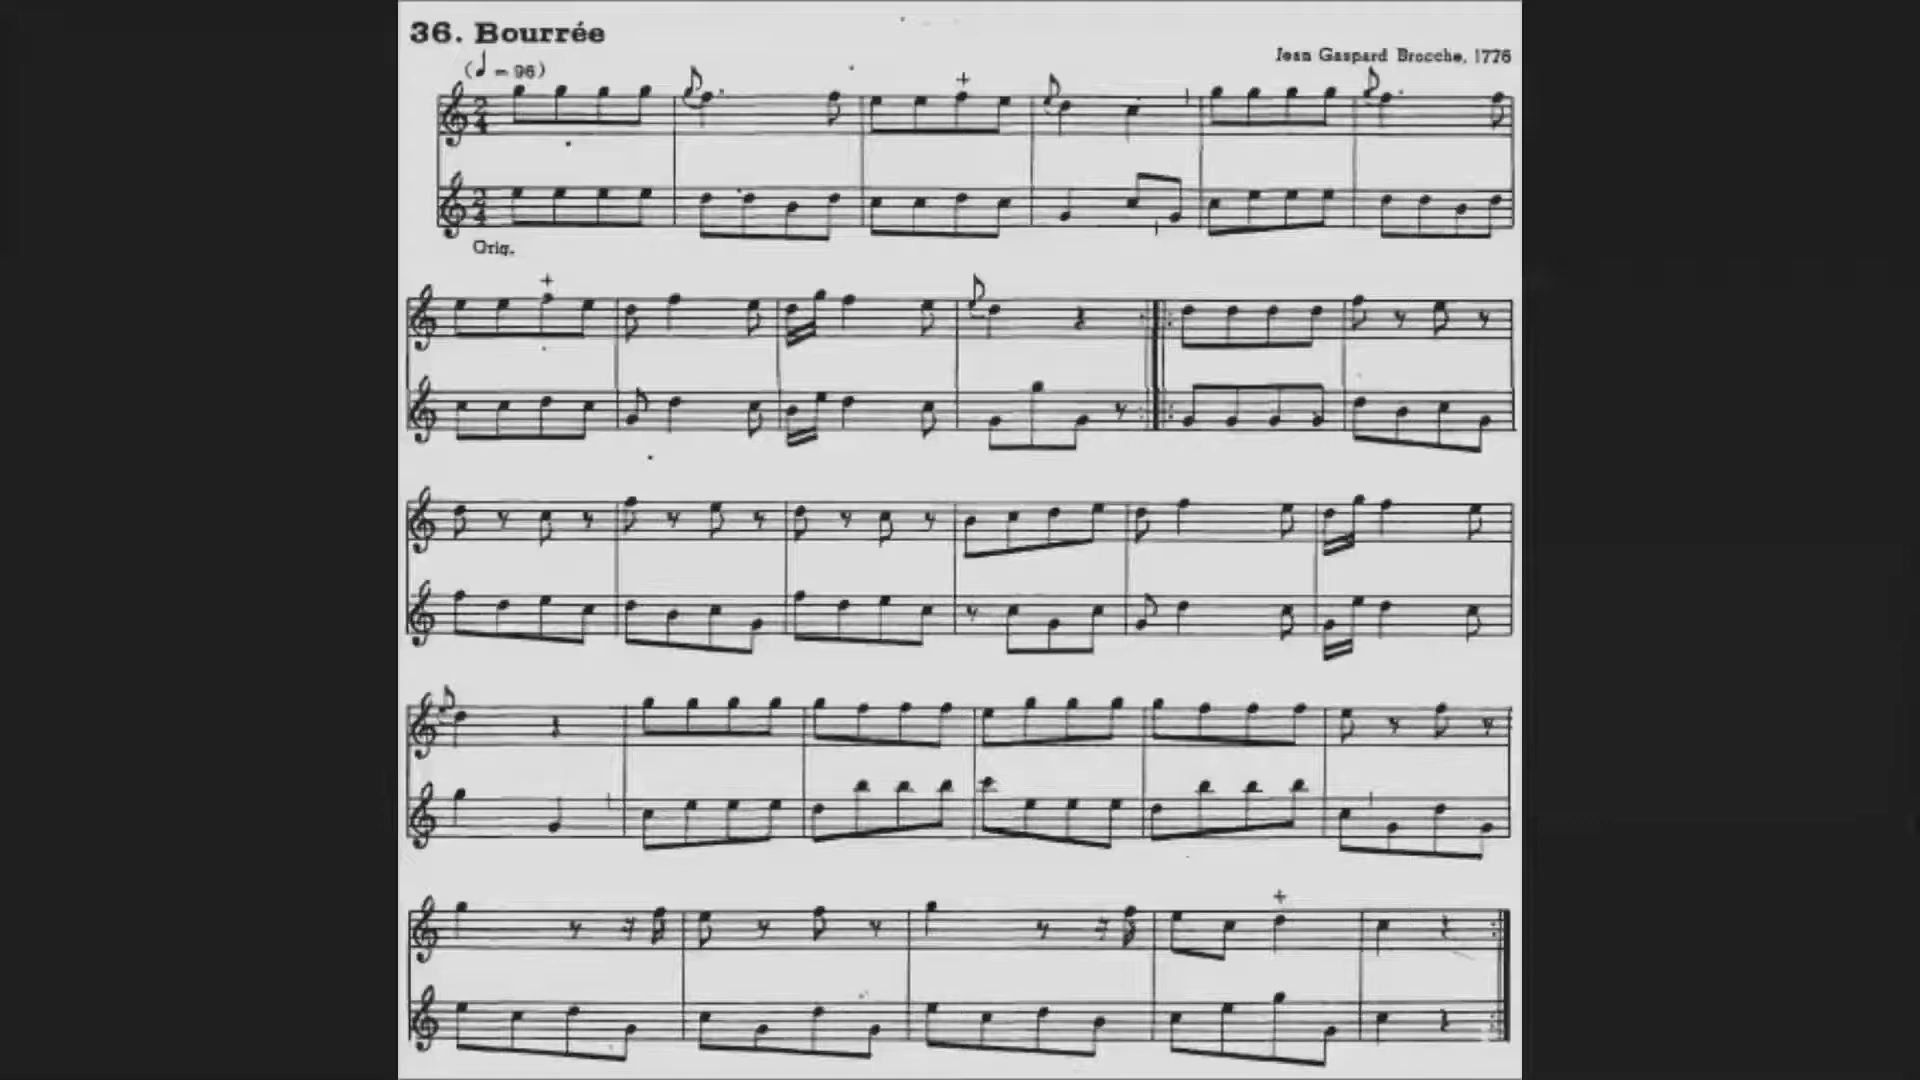 36. Bourrée
Jean Gaspard Brocche, 1776
(♩ = 96)
Orig.